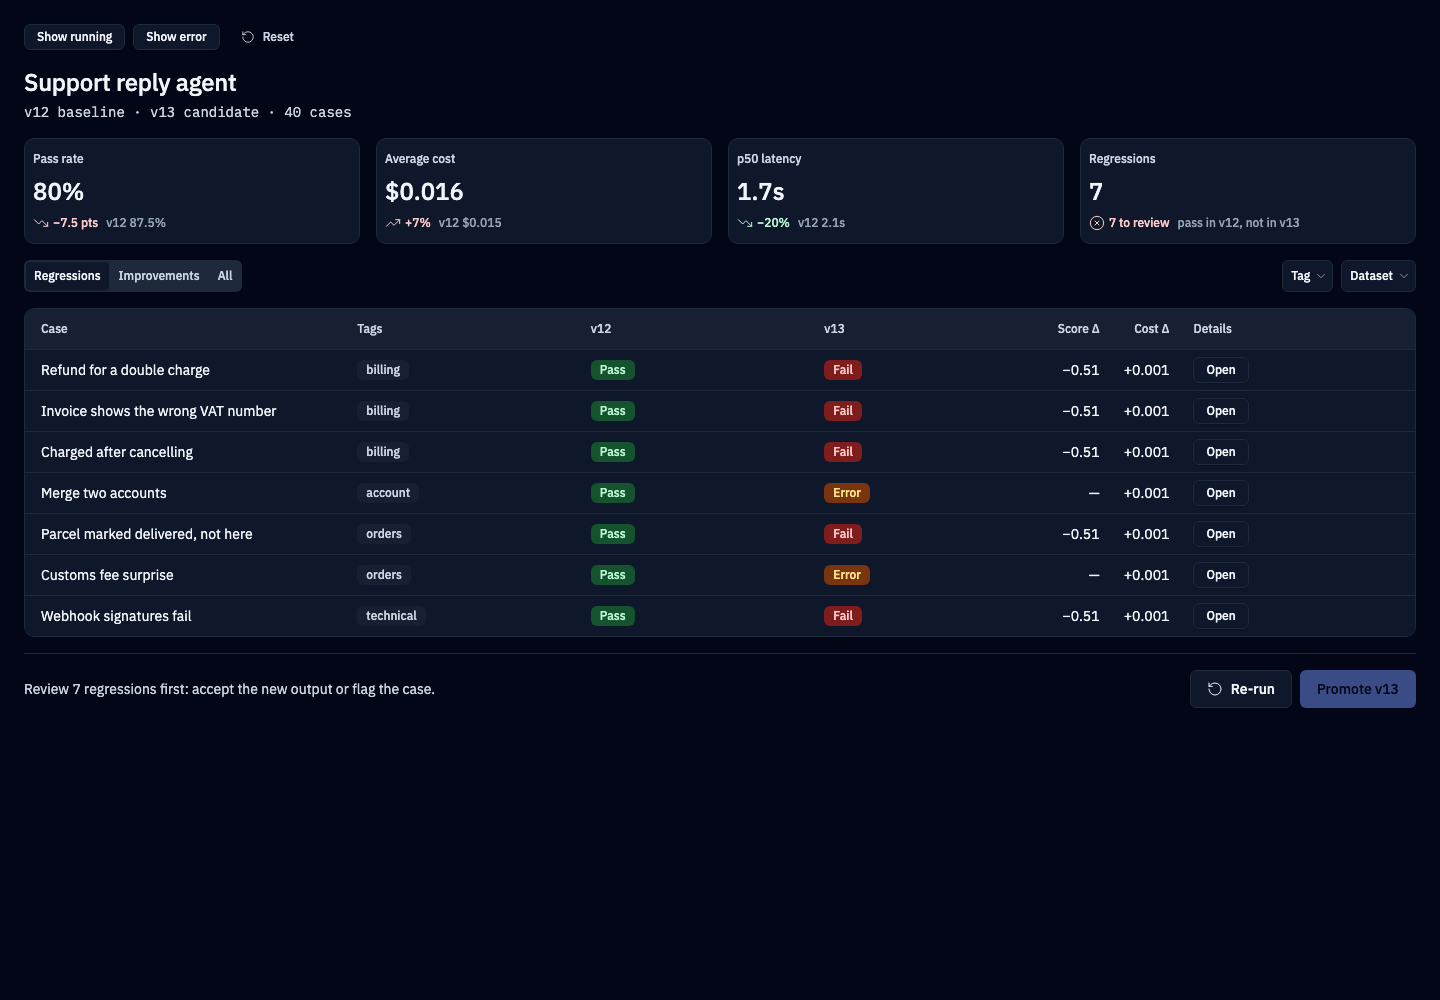 Show running Show error Reset
Support reply agent
v12 baseline · v13 candidate · 40 cases
Pass rate
80%
−7.5 pts v12 87.5%
Average cost
$0.016
+7% v12 $0.015
p50 latency
1.7s
−20% v12 2.1s
Regressions
7
7 to review pass in v12, not in v13
Regressions Improvements All Tag Dataset
Case Tags v12 v13 Score Δ Cost Δ Details
Refund for a double charge billing Pass Fail −0.51 +0.001 Open
Invoice shows the wrong VAT number billing Pass Fail −0.51 +0.001 Open
Charged after cancelling billing Pass Fail −0.51 +0.001 Open
Merge two accounts account Pass Error — +0.001 Open
Parcel marked delivered, not here orders Pass Fail −0.51 +0.001 Open
Customs fee surprise orders Pass Error — +0.001 Open
Webhook signatures fail technical Pass Fail −0.51 +0.001 Open
Review 7 regressions first: accept the new output or flag the case. Re-run Promote v13